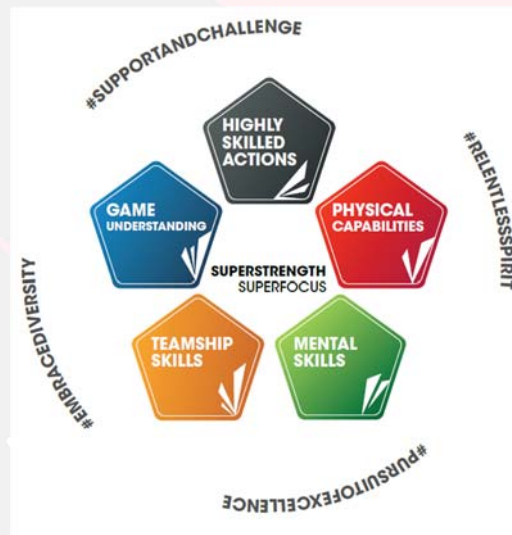 #SUPPORTANDCHALLENGE
HIGHLY
SKILLED
ACTIONS
#RELENTLESSSPIRIT
GAME
UNDERSTANDING
PHYSICAL
CAPABILITIES
SUPERSTRENGTH
SUPERFOCUS
#EMBRACEDIVERSITY
TEAMSHIP
SKILLS
MENTAL
SKILLS
#PURSUITOFEXCELLENCE